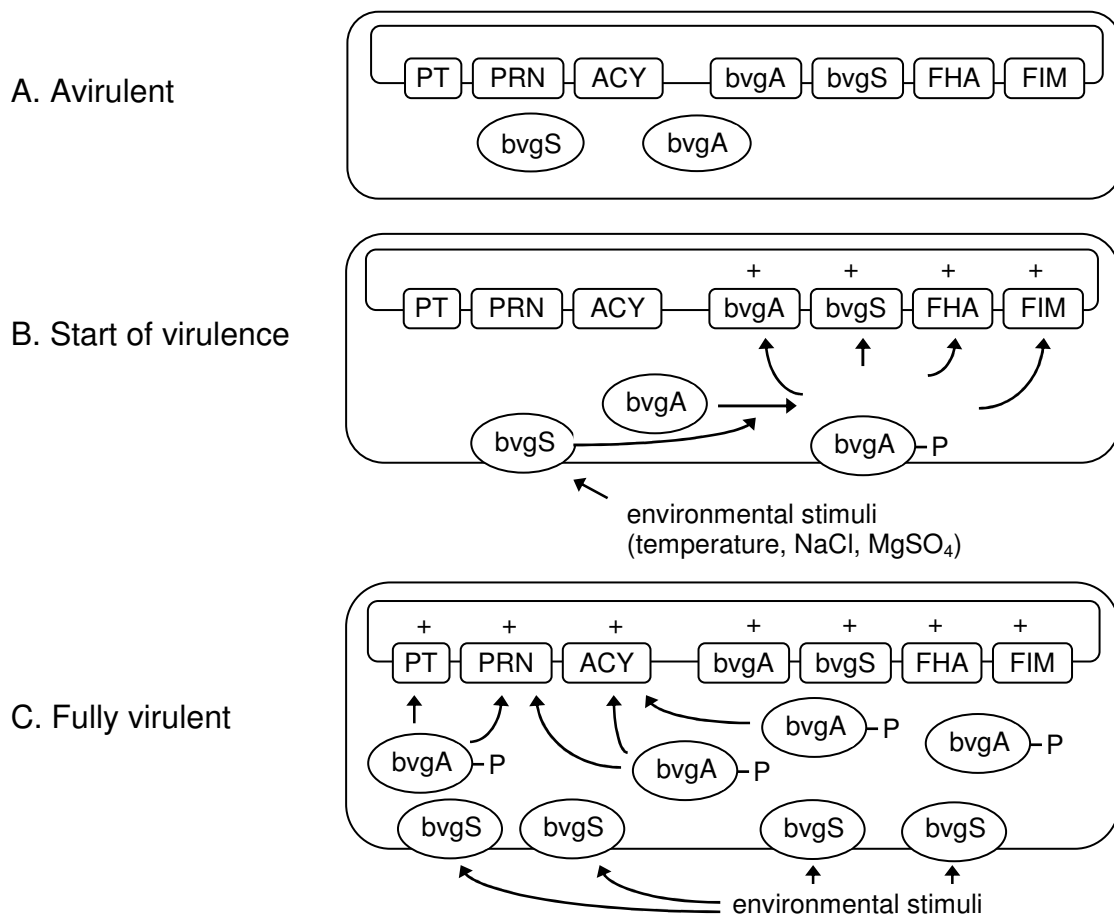 A. Avirulent
PT PRN ACY bvgA bvgS FHA FIM
bvgS bvgA
B. Start of virulence
+ + + +
PT PRN ACY bvgA bvgS FHA FIM
bvgA
bvgS bvgA P
environmental stimuli
(temperature, NaCl, MgSO₄)
C. Fully virulent
+ + + + + + +
PT PRN ACY bvgA bvgS FHA FIM
bvgA P bvgA P bvgA P bvgA P
bvgS bvgS bvgS bvgS
environmental stimuli